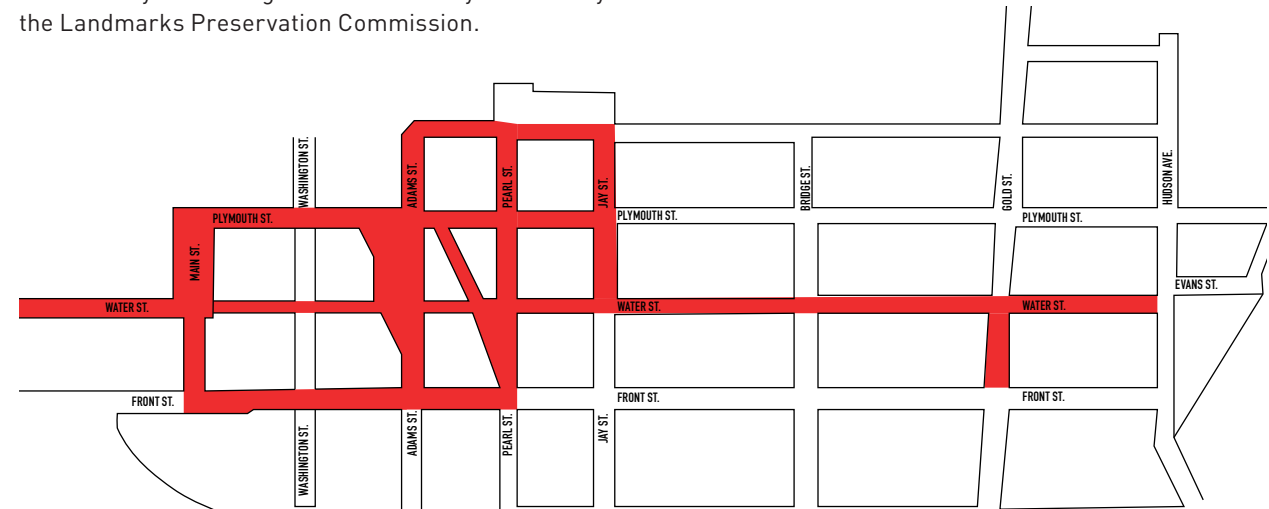 the Landmarks Preservation Commission.
WASHINGTON ST.
ADAMS ST.
PEARL ST.
JAY ST.
BRIDGE ST.
GOLD ST.
HUDSON AVE.
PLYMOUTH ST.
PLYMOUTH ST.
PLYMOUTH ST.
MAIN ST.
EVANS ST.
WATER ST.
WATER ST.
WATER ST.
FRONT ST.
FRONT ST.
FRONT ST.
WASHINGTON ST.
ADAMS ST.
PEARL ST.
JAY ST.